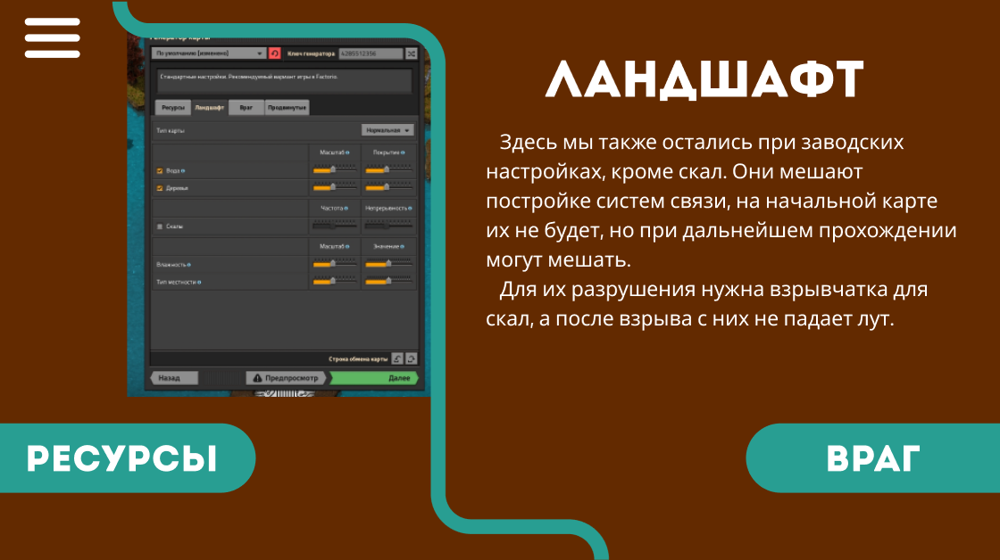 Генератор карты
По умолчанию (изменено)
Ключ генератора
4285512356
Стандартные настройки. Рекомендуемый вариант игры в Factorio.
Ресурсы
Ландшафт
Враг
Продвинутые
Тип карты
Нормальная
Масштаб
Покрытие
Вода
Деревья
Частота
Непрерывность
Скалы
Масштаб
Значение
Влажность
Тип местности
Строка обмена карты
Назад
Предпросмотр
Далее
ЛАНДШАФТ
Здесь мы также остались при заводских
настройках, кроме скал. Они мешают
постройке систем связи, на начальной карте
их не будет, но при дальнейшем прохождении
могут мешать.
Для их разрушения нужна взрывчатка для
скал, а после взрыва с них не падает лут.
РЕСУРСЫ
ВРАГ